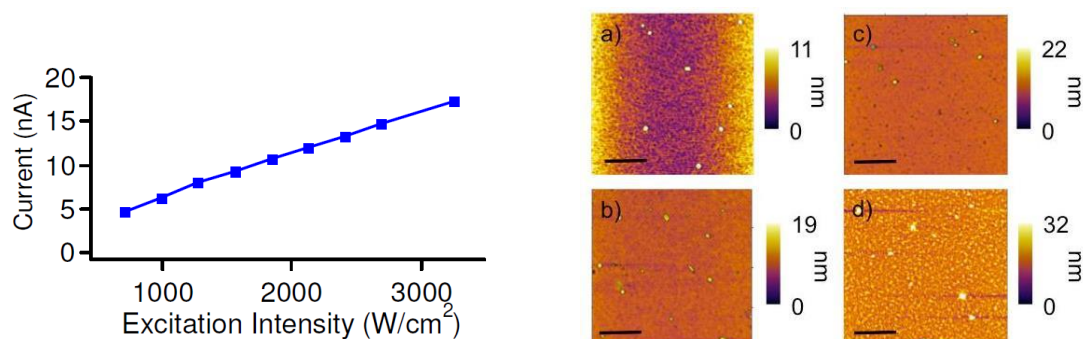 20
15
10
5
0
Current (nA)
1000 2000 3000
Excitation Intensity (W/cm²)
a)
11
nm
0
c)
22
nm
0
b)
19
nm
0
d)
32
nm
0